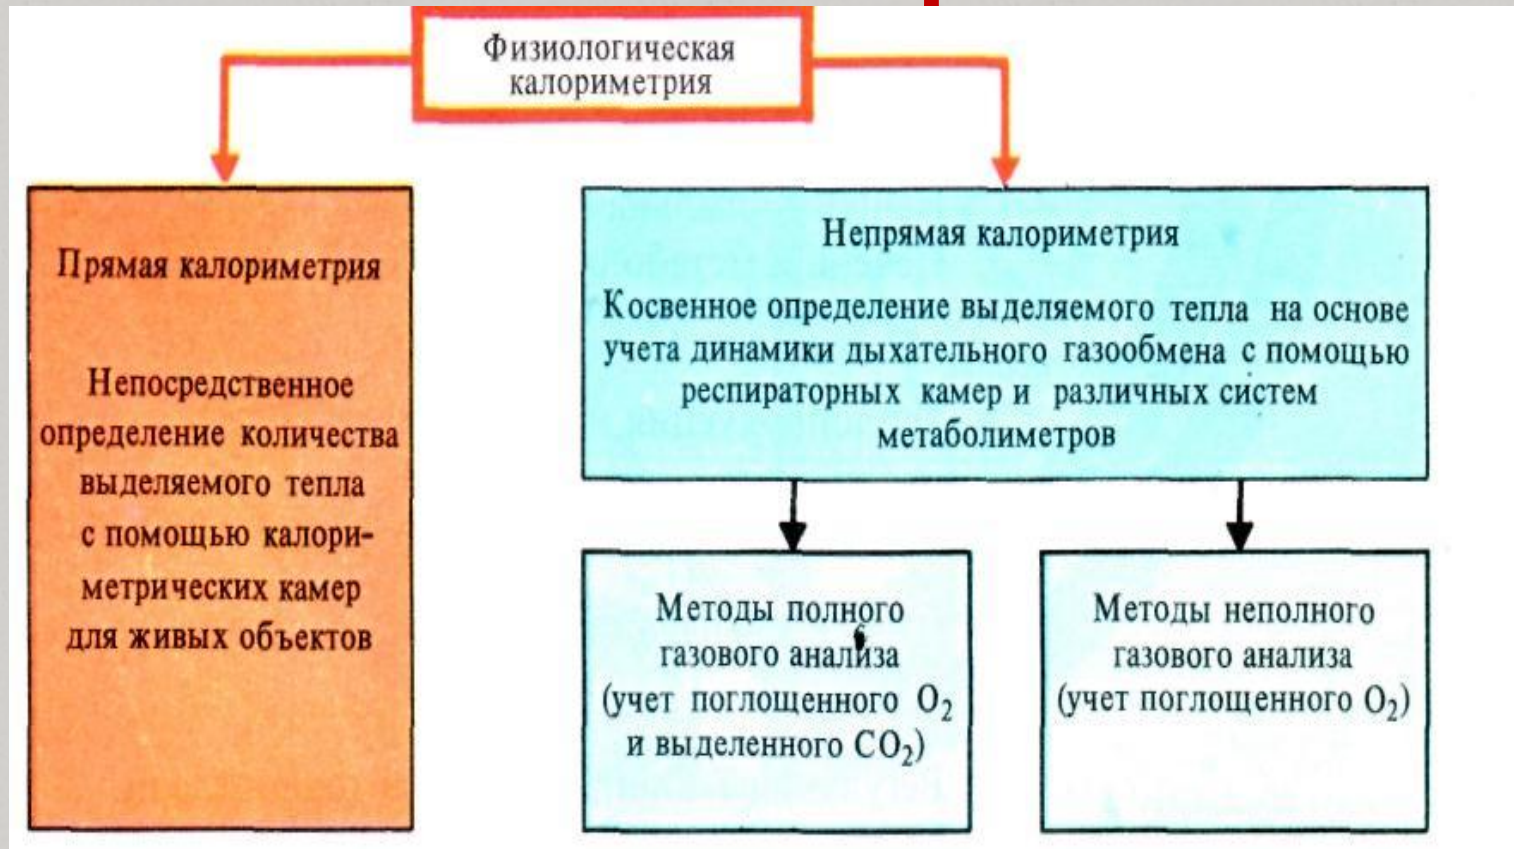 Физиологическая
калориметрия
Прямая калориметрия
Непосредственное
определение количества
выделяемого тепла
с помощью калори-
метрических камер
для живых объектов
Непрямая калориметрия
Косвенное определение выделяемого тепла на основе
учета динамики дыхательного газообмена с помощью
респираторных камер и различных систем
метаболиметров
Методы полного
газового анализа
(учет поглощенного O₂
и выделенного CO₂)
Методы неполного
газового анализа
(учет поглощенного O₂)